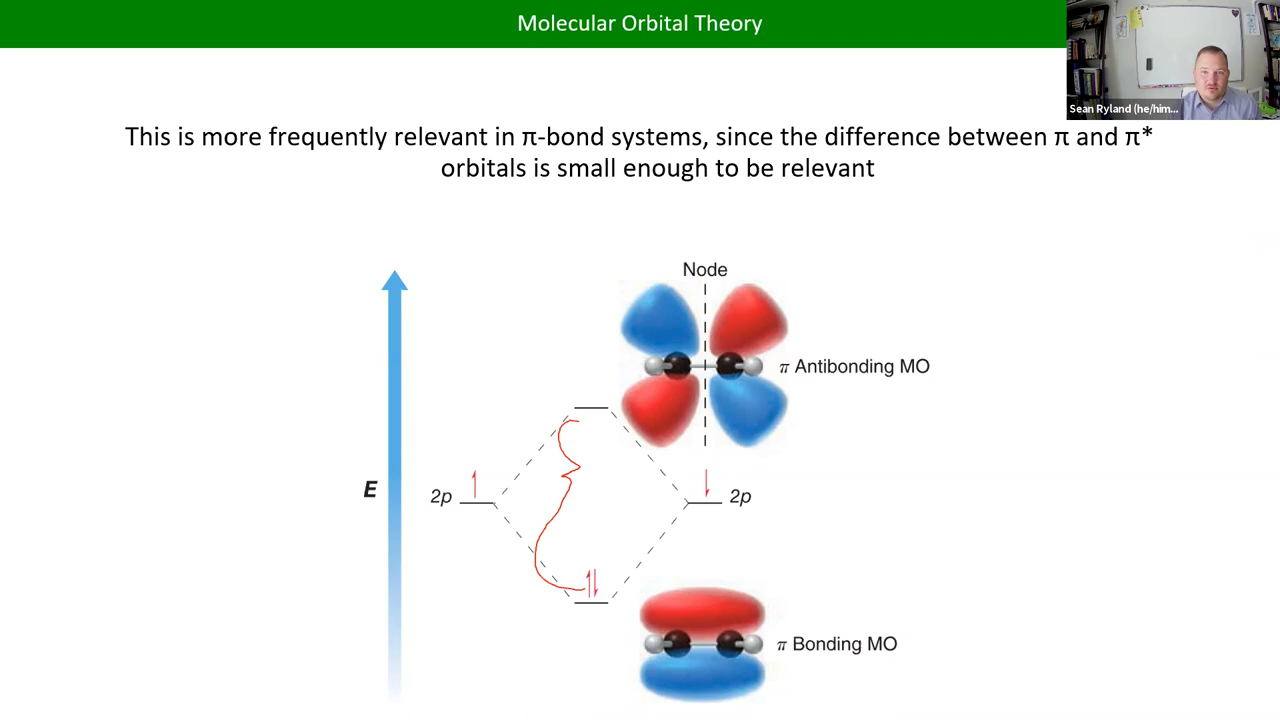 Molecular Orbital Theory
Sean Ryland (he/him...
This is more frequently relevant in π-bond systems, since the difference between π and π*
orbitals is small enough to be relevant
Node
π Antibonding MO
E
2p
2p
π Bonding MO